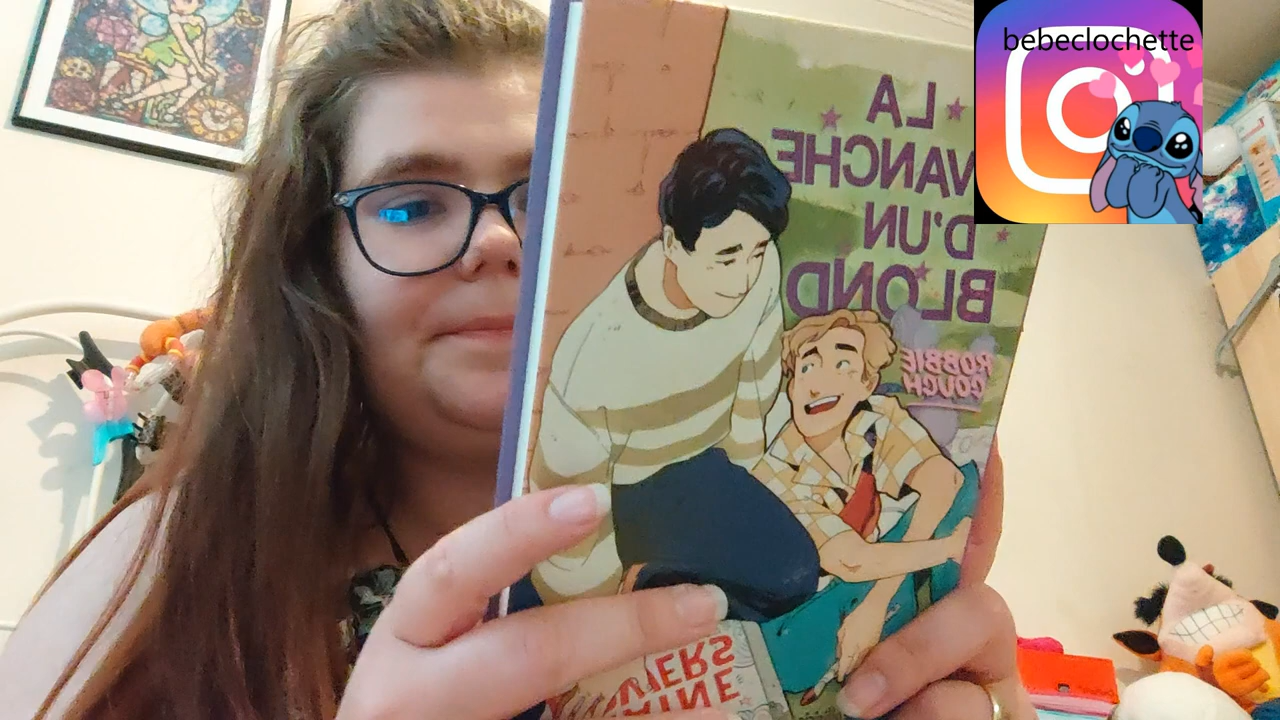 bebeclochette
LA
VANCHE
D'UN
BLOND
ROBBIE
COUCH